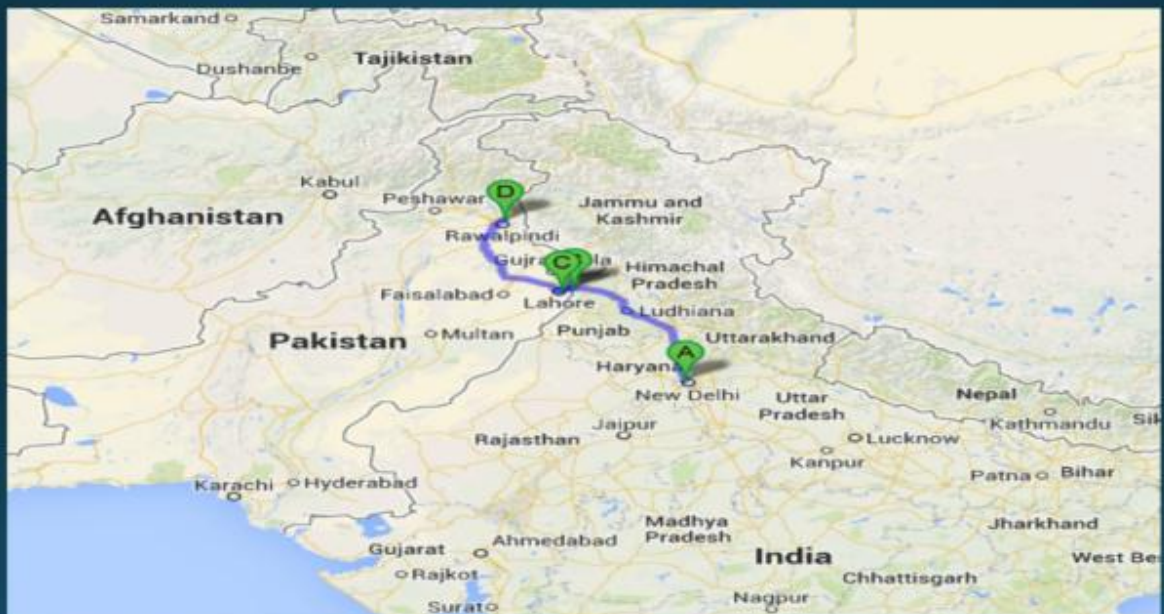 Samarkand
Tajikistan
Dushanbe
Kabul
Peshawar
D
Jammu and
Kashmir
Afghanistan
Rawalpindi
C
Himachal
Pradesh
Faisalabad
Lahore
Ludhiana
Multan
Punjab
Uttarakhand
Pakistan
A
Haryana
New Delhi
Uttar
Pradesh
Nepal
Kathmandu
Jaipur
Rajasthan
Lucknow
Kanpur
Patna
Bihar
Karachi
Hyderabad
Madhya
Pradesh
Jharkhand
Gujarat
Ahmedabad
India
West Be
Rajkot
Chhattisgarh
Nagpur
Surat